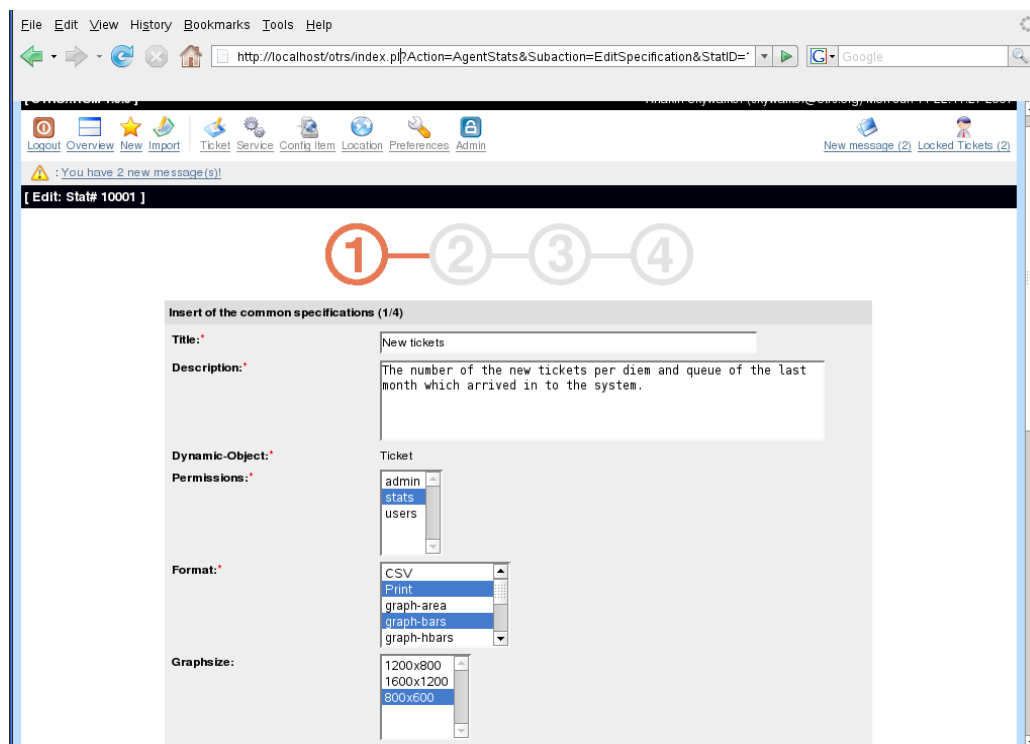 File Edit View History Bookmarks Tools Help
http://localhost/otrs/index.pl?Action=AgentStats&Subaction=EditSpecification&StatID=
G Google
Logout Overview New Import Ticket Service Config Item Location Preferences Admin New message (2) Locked Tickets (2)
: You have 2 new message(s)!
[ Edit: Stat# 10001 ]
1 2 3 4
Insert of the common specifications (1/4)
Title:* New tickets
Description:* The number of the new tickets per diem and queue of the last
month which arrived in to the system.
Dynamic-Object:* Ticket
Permissions:* admin
stats
users
Format:* CSV
Print
graph-area
graph-bars
graph-hbars
Graphsize: 1200x800
1600x1200
800x600